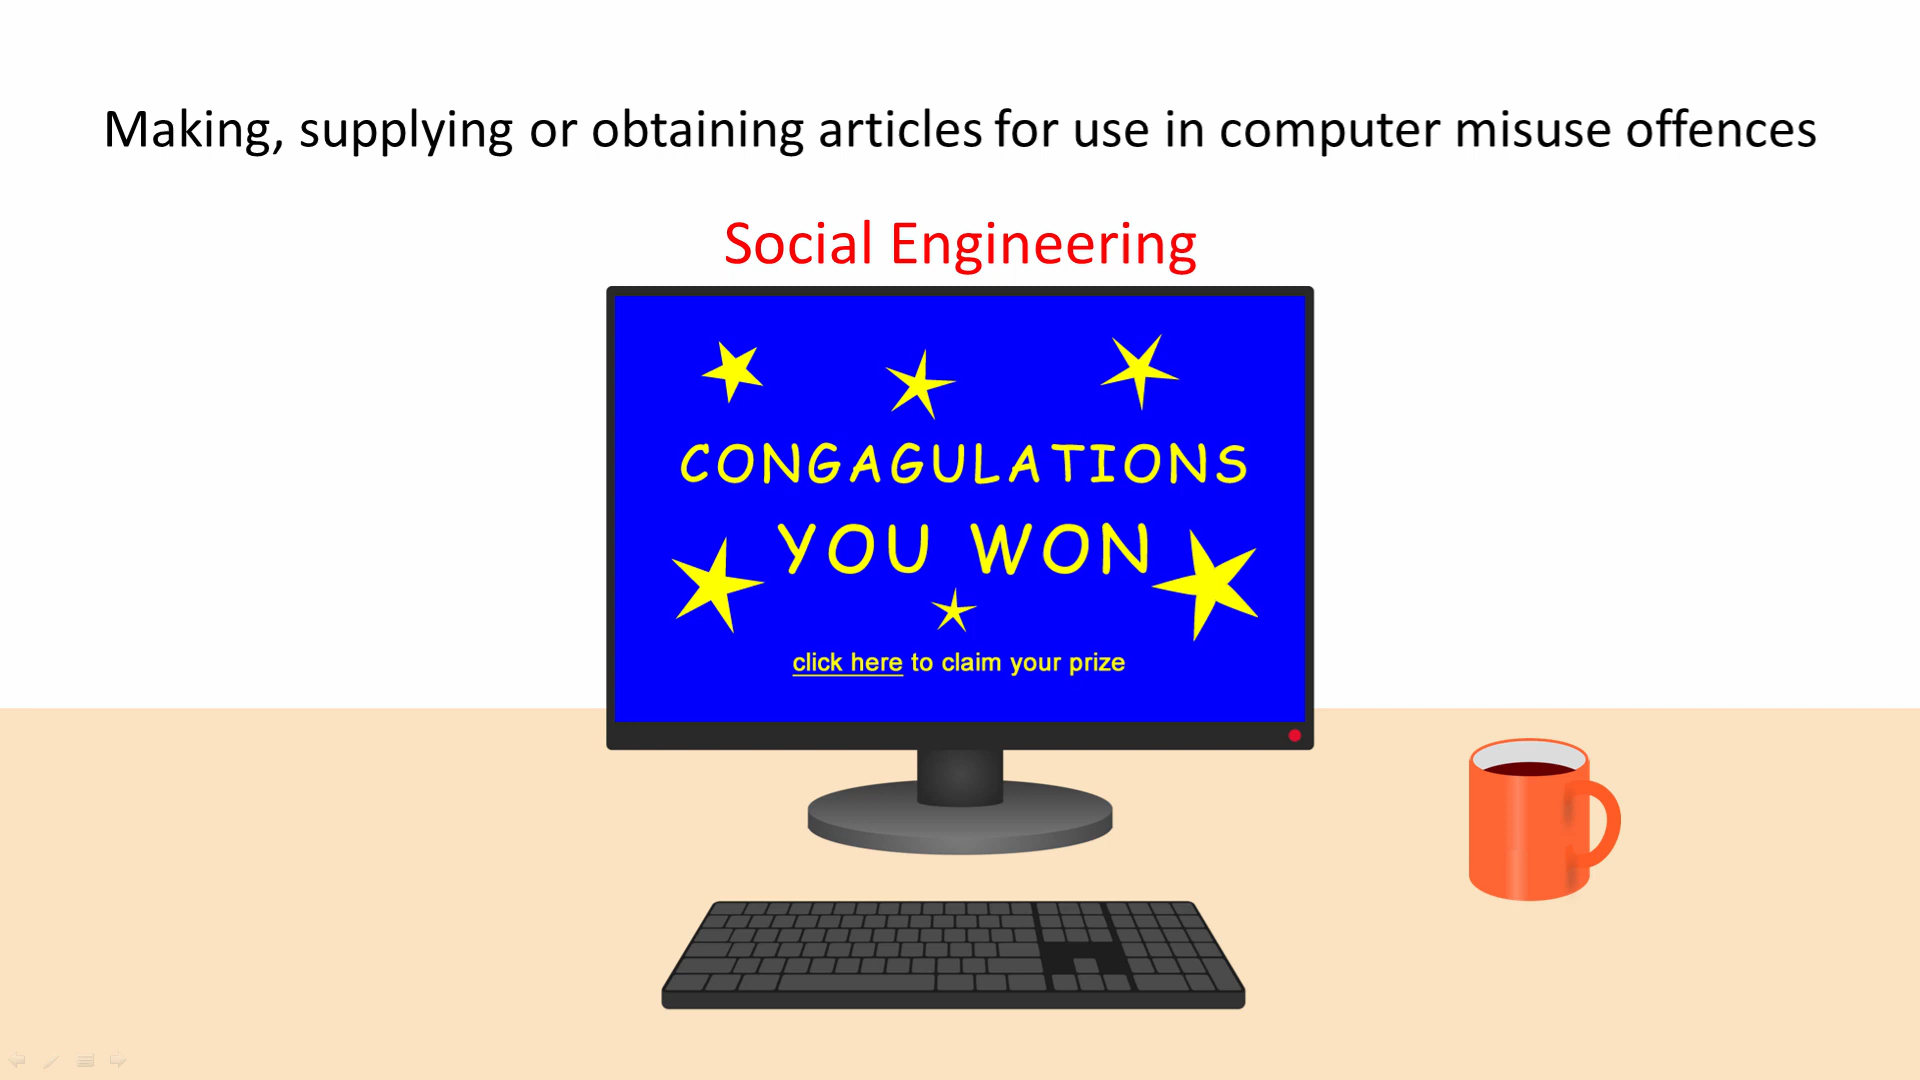 Making, supplying or obtaining articles for use in computer misuse offences
Social Engineering
CONGAGULATIONS
YOU WON
click here to claim your prize